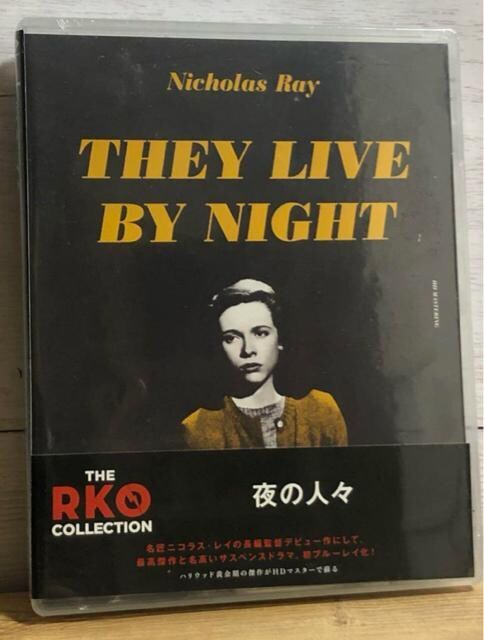 Nicholas Ray
THEY LIVE
BY NIGHT
HD MASTERING
THE
RKO
COLLECTION
夜の人々
名匠ニコラス・レイの長編監督デビュー作にして、
最高傑作と名高いサスペンスドラマ、初ブルーレイ化!
ハリウッド黄金期の傑作がHDマスターで蘇る